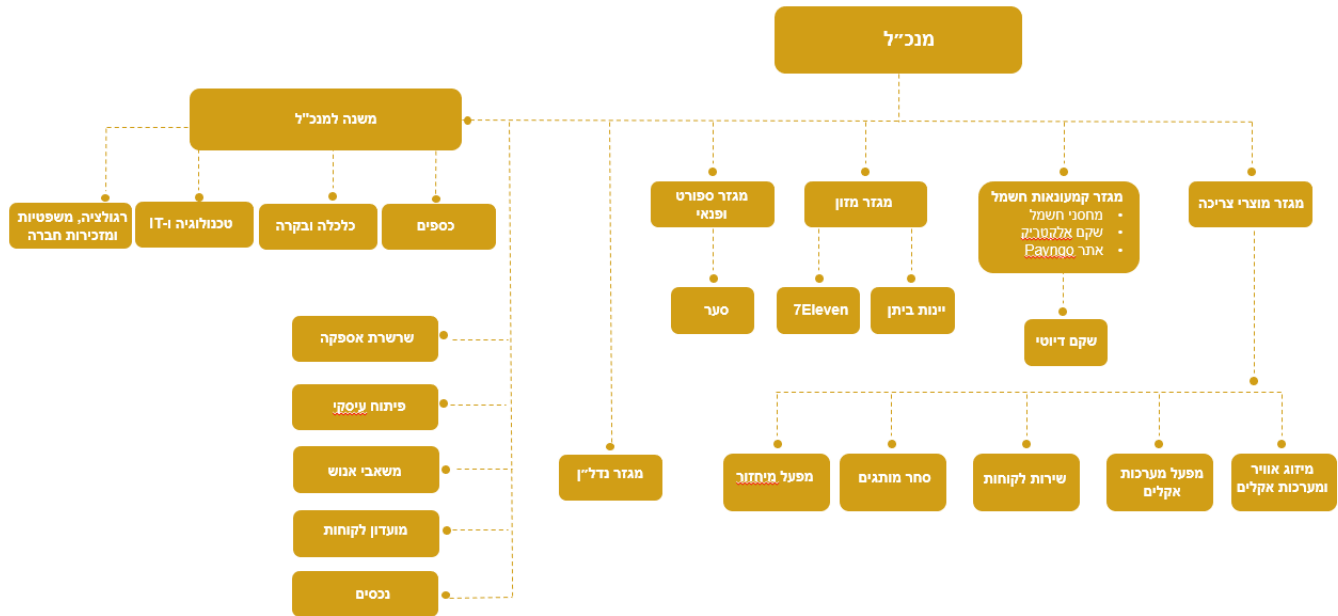 מנכ״ל
משנה למנכ"ל
מגזר מוצרי צריכה
מגזר קמעונאות חשמל
• מחסני חשמל
• שקם אלקטריק
• אתר Payngo
מגזר מזון
מגזר ספורט
ופנאי
כספים
כלכלה ובקרה
טכנולוגיה ו-IT
רגולציה, משפטיות
ומזכירות חברה
שקם דיוטי
יינות ביתן
7Eleven
סער
שרשרת אספקה
פיתוח עיסקי
משאבי אנוש
מועדון לקוחות
נכסים
מגזר נדל״ן
מיזוג אוויר
ומערכות אקלים
מפעל מערכות
אקלים
שירות לקוחות
סחר מותגים
מפעל מיחזור